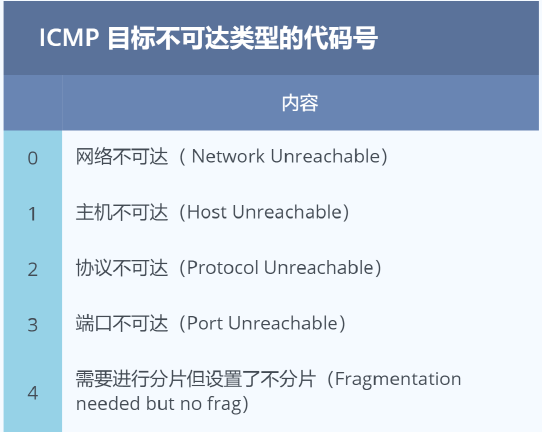 ICMP 目标不可达类型的代码号
内容
0 网络不可达（ Network Unreachable）
1 主机不可达（Host Unreachable）
2 协议不可达（Protocol Unreachable）
3 端口不可达（Port Unreachable）
4 需要进行分片但设置了不分片（Fragmentation
needed but no frag）